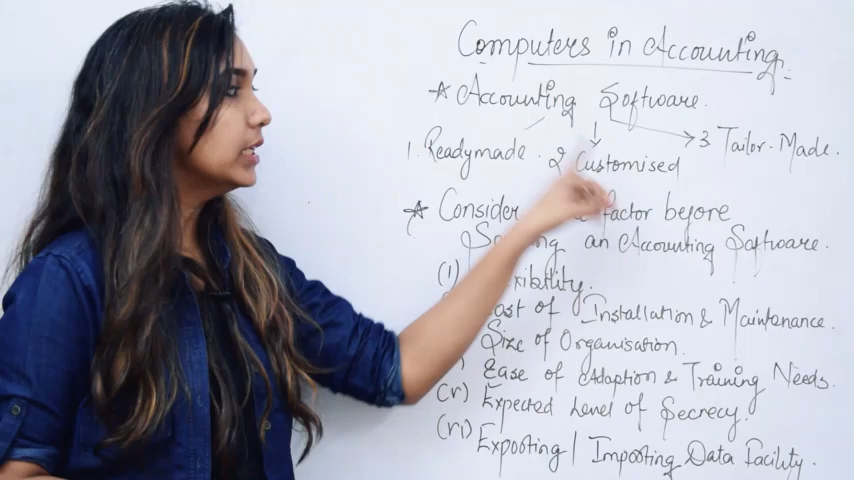 Computers in Accounting
☆ Accounting Software.
1. Readymade. 2 Customised 3 Tailor-Made.
☆ Consider factor before
an Accounting Software.
(i)
Cost of Installation & Maintenance.
Size of Organisation.
Ease of Adaption & Training Needs.
(v) Expected Level of Secrecy.
(vi) Exporting / Importing Data Facility.